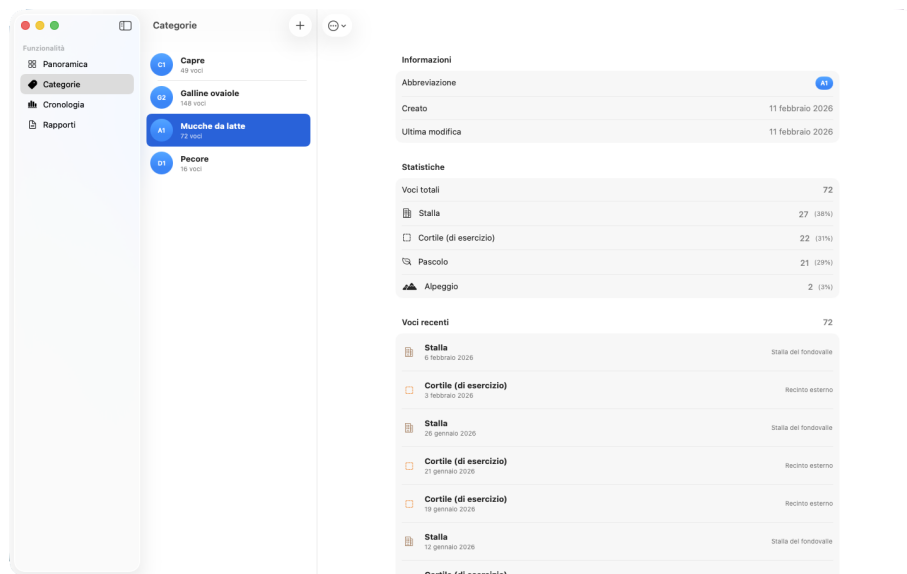 Funzionalità
Panoramica
Categorie
Cronologia
Rapporti
Categorie
C1
Capre
49 voci
G2
Galline ovaiole
148 voci
A1
Mucche da latte
72 voci
D1
Pecore
16 voci
Informazioni
Abbreviazione A1
Creato 11 febbraio 2026
Ultima modifica 11 febbraio 2026
Statistiche
Voci totali 72
Stalla 27 (38%)
Cortile (di esercizio) 22 (31%)
Pascolo 21 (29%)
Alpeggio 2 (3%)
Voci recenti 72
Stalla
6 febbraio 2026 Stalla del fondovalle
Cortile (di esercizio)
3 febbraio 2026 Recinto esterno
Stalla
26 gennaio 2026 Stalla del fondovalle
Cortile (di esercizio)
21 gennaio 2026 Recinto esterno
Cortile (di esercizio)
19 gennaio 2026 Recinto esterno
Stalla
12 gennaio 2026 Stalla del fondovalle
Cortile (di esercizio)